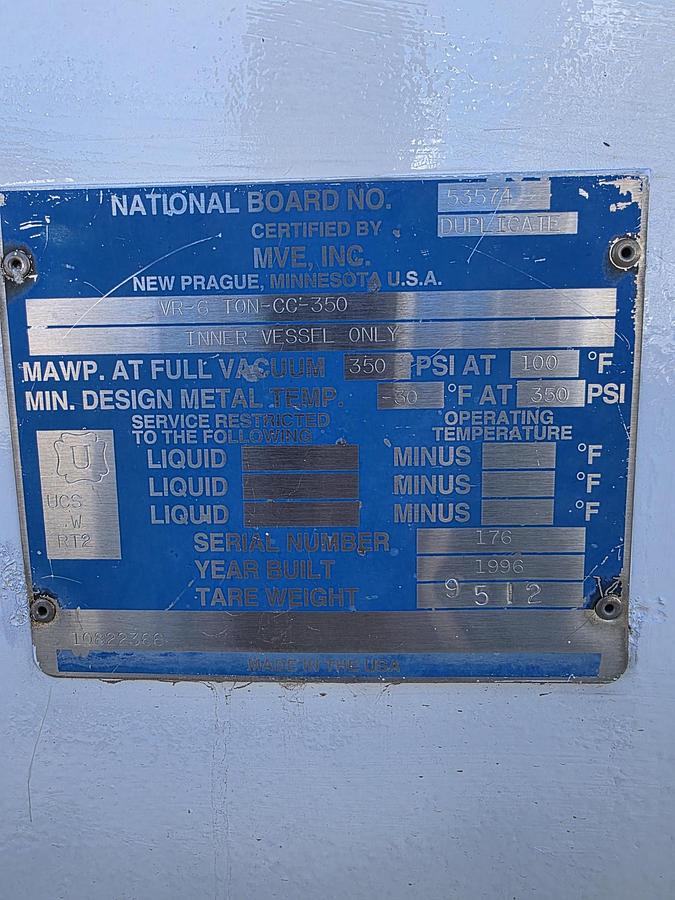 NATIONAL BOARD NO. 53574
CERTIFIED BY DUPLICATE
MVE, INC.
NEW PRAGUE, MINNESOTA U.S.A.
VR-6 TON-CC-350
INNER VESSEL ONLY
MAWP. AT FULL VACUUM 350 PSI AT 100 °F
MIN. DESIGN METAL TEMP. -30 °F AT 350 PSI
SERVICE RESTRICTED OPERATING
TO THE FOLLOWING TEMPERATURE
U
LIQUID MINUS °F
LIQUID MINUS °F
UCS
W LIQUID MINUS °F
RT2
SERIAL NUMBER 176
YEAR BUILT 1996
TARE WEIGHT 9512
MADE IN THE USA